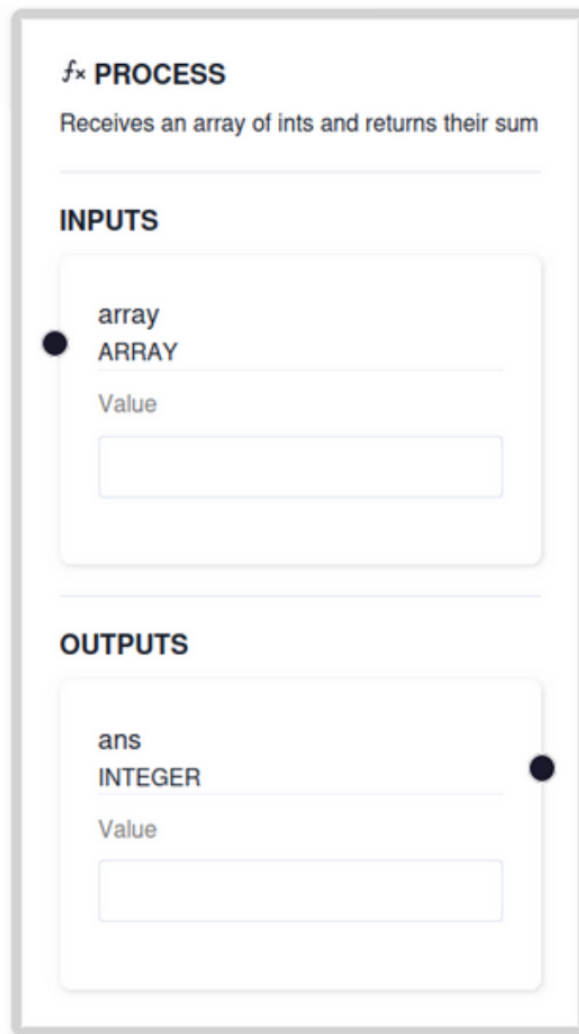 fx PROCESS
Receives an array of ints and returns their sum
INPUTS
array
ARRAY
Value
OUTPUTS
ans
INTEGER
Value